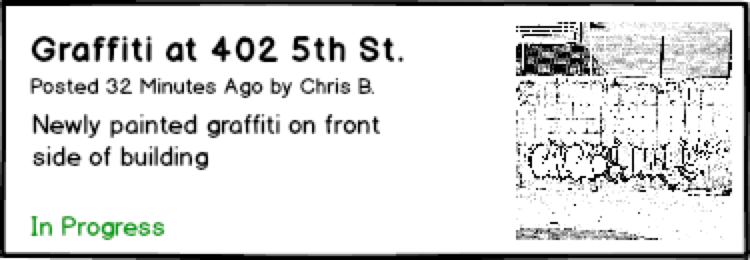 Graffiti at 402 5th St.
Posted 32 Minutes Ago by Chris B.
Newly painted graffiti on front
side of building
In Progress